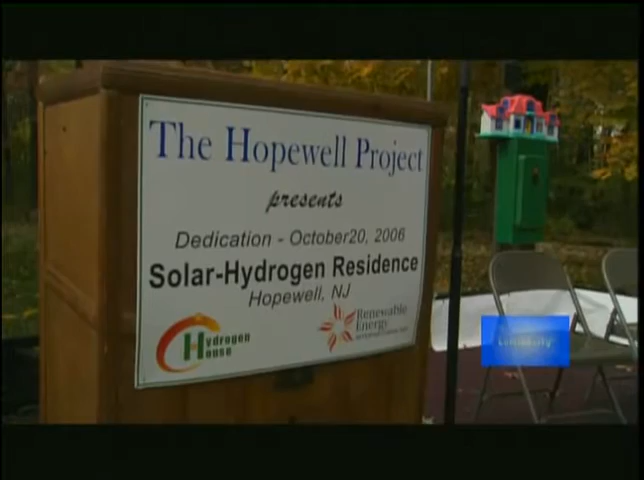 The Hopewell Project
presents
Dedication - October20, 2006
Solar-Hydrogen Residence
Hopewell, NJ
Hydrogen
House
Renewable
Energy